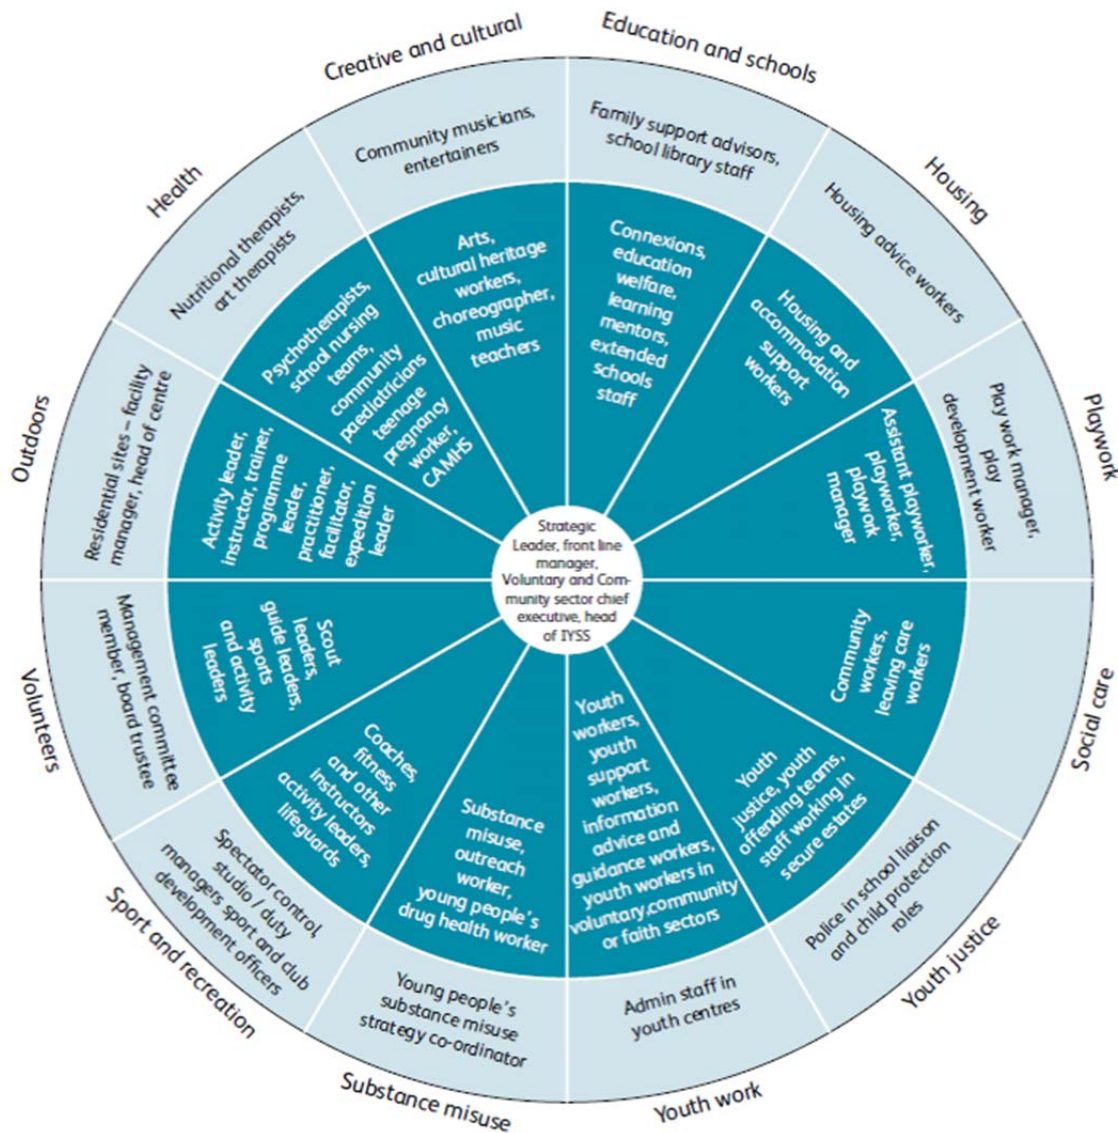 Creative and cultural
Community musicians,
entertainers
Arts,
cultural heritage
workers,
choreographer,
music
teachers
Education and schools
Family support advisors,
school library staff
Connexions,
education
welfare,
learning
mentors,
extended
schools
staff
Housing
Housing advice workers
Housing and
accommodation
support
workers
Playwork
Play work manager,
play
development worker
Assistant playworker,
playworker,
playwork
manager
Social care
Community
workers,
leaving care
workers
Youth justice
Police in school liaison
and child protection
roles
Youth
justice, youth
offending teams,
staff working in
secure estates
Youth work
Admin staff in
youth centres
Youth
workers,
youth
support
workers,
information
advice and
guidance workers,
youth workers in
voluntary,community
or faith sectors
Substance misuse
Young people's
substance misuse
strategy co-ordinator
Substance
misuse,
outreach
worker,
young people's
drug health worker
Sport and recreation
Spectator control,
studio / duty
managers sport and club
development officers
Coaches,
fitness
and other
instructors
activity leaders,
lifeguards
Volunteers
Management committee
member, board trustee
Scout
leaders,
guide leaders,
sports
and activity
leaders
Outdoors
Residential sites – facility
manager, head of centre
Activity leader,
instructor, trainer,
programme
leader,
practitioner,
facilitator,
expedition
leader
Health
Nutritional therapists,
art therapists
Psychotherapists,
school nursing
teams,
community
paediatricians
teenage
pregnancy
worker,
CAMHS
Strategic
Leader, front line
manager,
Voluntary and Com-
munity sector chief
executive, head
of IYSS